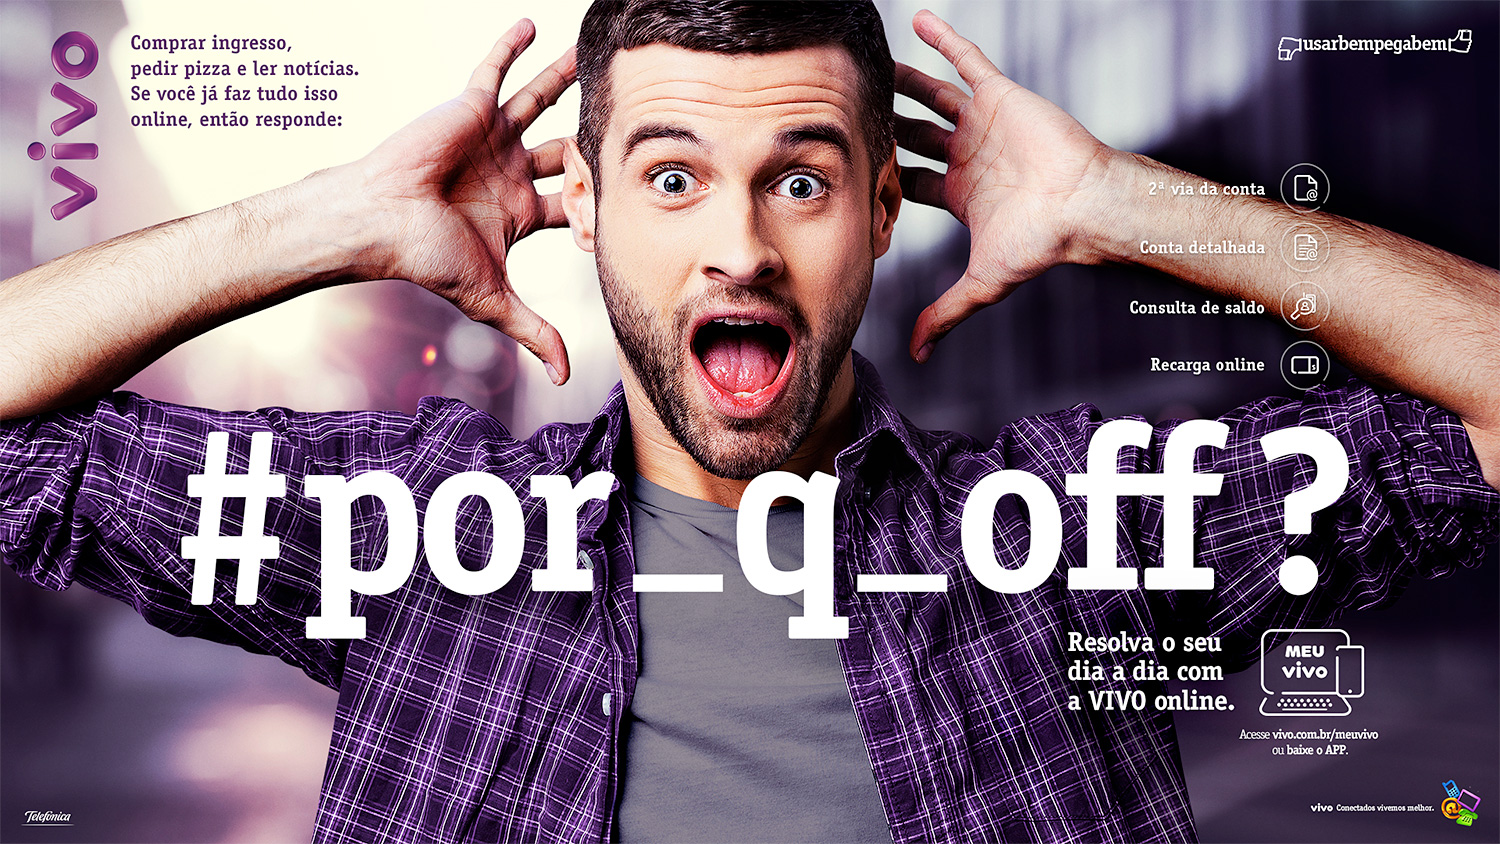 vivo
Comprar ingresso,
pedir pizza e ler notícias.
Se você já faz tudo isso
online, então responde:
usarbempegabem
2ª via da conta
Conta detalhada
Consulta de saldo
Recarga online
#por_q_off?
Resolva o seu
dia a dia com
a VIVO online.
MEU
vivo
Acesse vivo.com.br/meuvivo
ou baixe o APP.
Telefónica
vivo Conectados vivemos melhor.